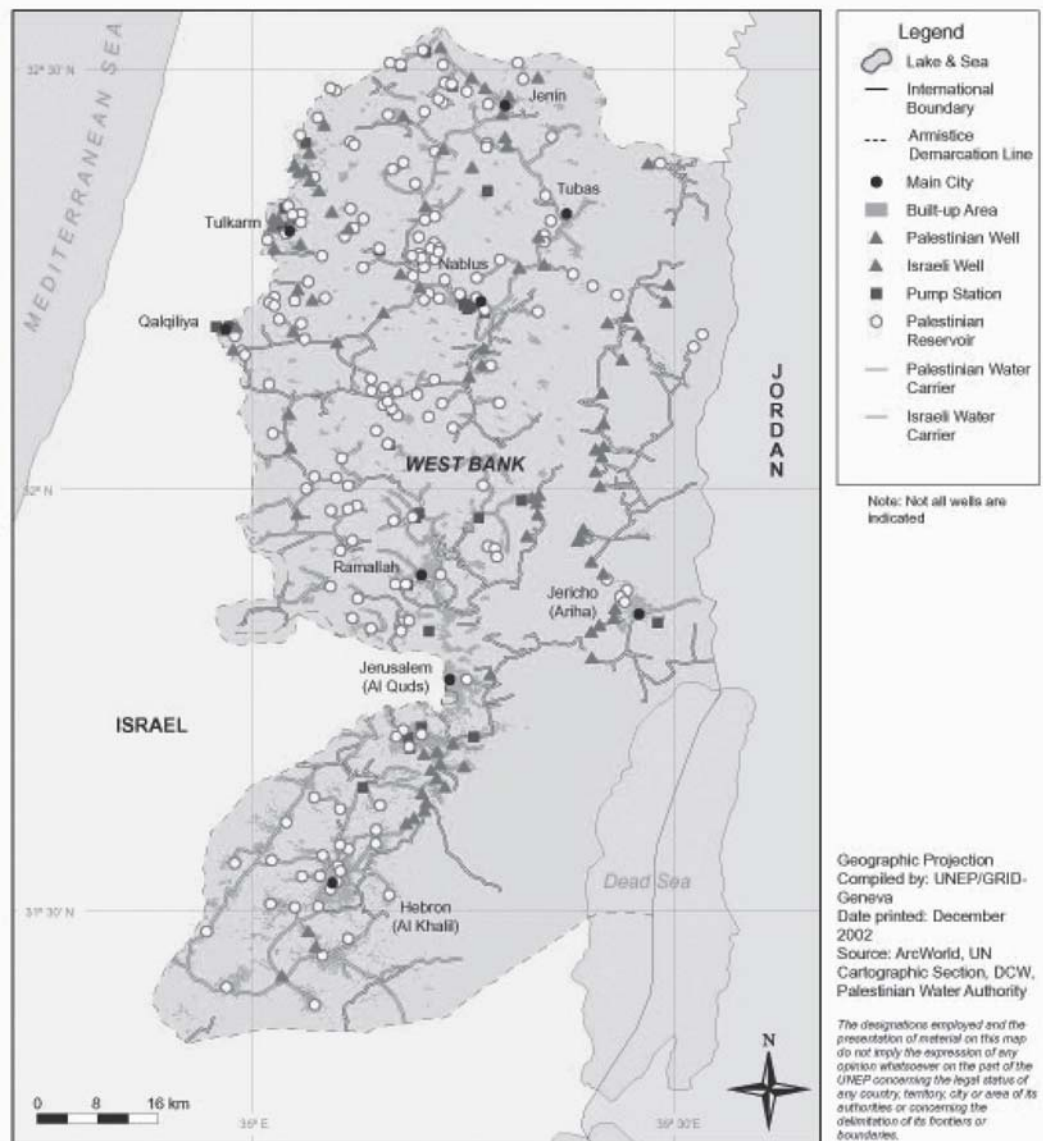 MEDITERRANEAN SEA
32° 30' N
Jenin
Tubas
Tulkarm
Nablus
Qalqiliya
JORDAN
WEST BANK
32° N
Ramallah
Jericho
(Ariha)
Jerusalem
(Al Quds)
ISRAEL
Dead Sea
31° 30' N
Hebron
(Al Khalil)
N
0 8 16 km
35° E
35° 30' E
Legend
Lake & Sea
International
Boundary
Armistice
Demarcation Line
Main City
Built-up Area
Palestinian Well
Israeli Well
Pump Station
Palestinian
Reservoir
Palestinian Water
Carrier
Israeli Water
Carrier
Note: Not all wells are
indicated
Geographic Projection
Compiled by: UNEP/GRID-
Geneva
Date printed: December
2002
Source: ArcWorld, UN
Cartographic Section, DCW,
Palestinian Water Authority
The designations employed and the
presentation of material on this map
do not imply the expression of any
opinion whatsoever on the part of the
UNEP concerning the legal status of
any country, territory, city or area of its
authorities or concerning the
delimitation of its frontiers or
boundaries.